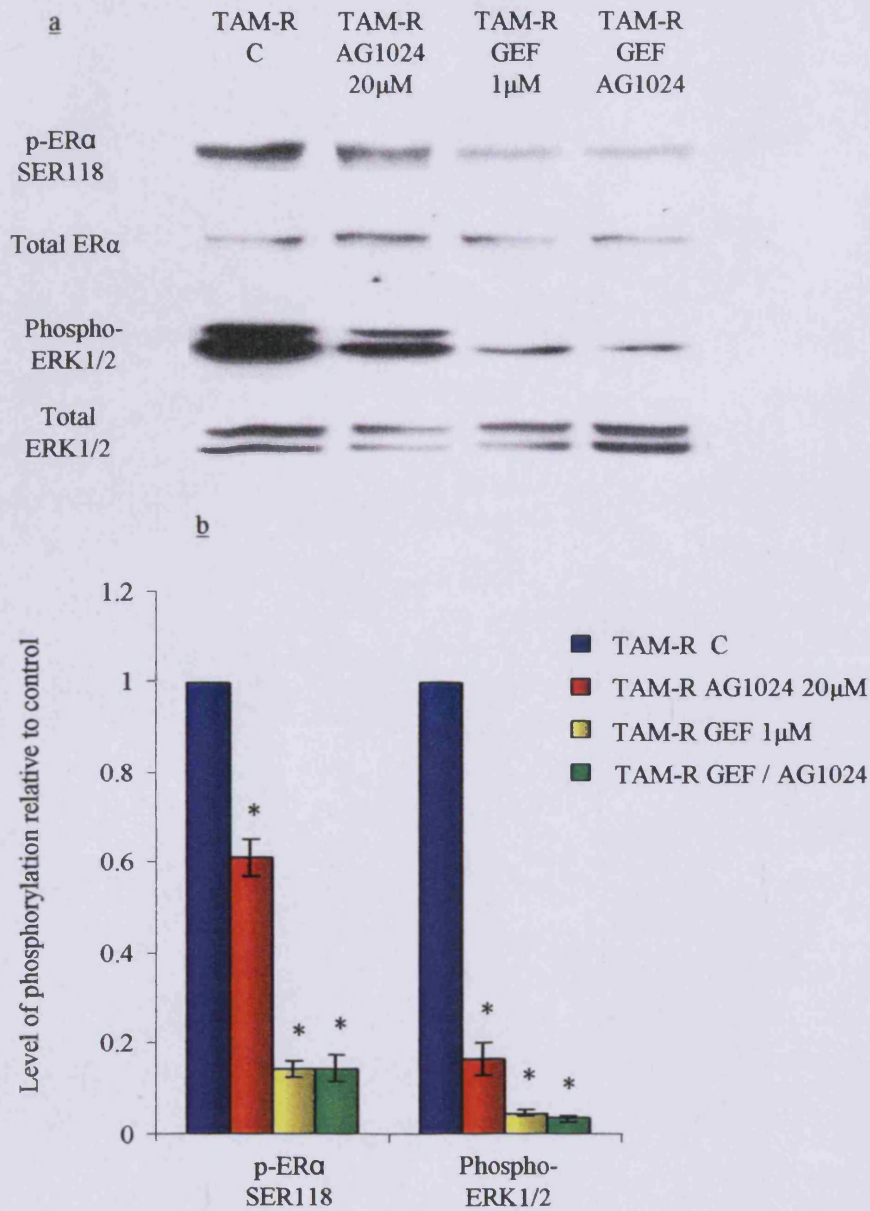 a
TAM-R C
TAM-R AG1024 20µM
TAM-R GEF 1µM
TAM-R GEF AG1024
p-ERα SER118
Total ERα
Phospho-ERK1/2
Total ERK1/2
b
Level of phosphorylation relative to control
1.2
1
0.8
0.6
0.4
0.2
0
* * *
* * *
TAM-R C
TAM-R AG1024 20µM
TAM-R GEF 1µM
TAM-R GEF / AG1024
p-ERα SER118
Phospho-ERK1/2